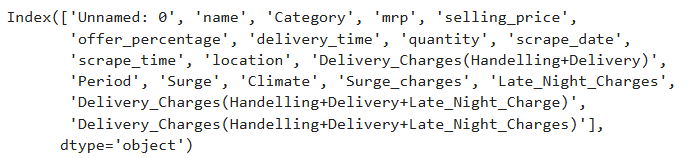 Index(['Unnamed: 0', 'name', 'Category', 'mrp', 'selling_price',
'offer_percentage', 'delivery_time', 'quantity', 'scrape_date',
'scrape_time', 'location', 'Delivery_Charges(Handelling+Delivery)',
'Period', 'Surge', 'Climate', 'Surge_charges', 'Late_Night_Charges',
'Delivery_Charges(Handelling+Delivery+Late_Night_Charge)',
'Delivery_Charges(Handelling+Delivery+Late_Night_Charges)'],
dtype='object')